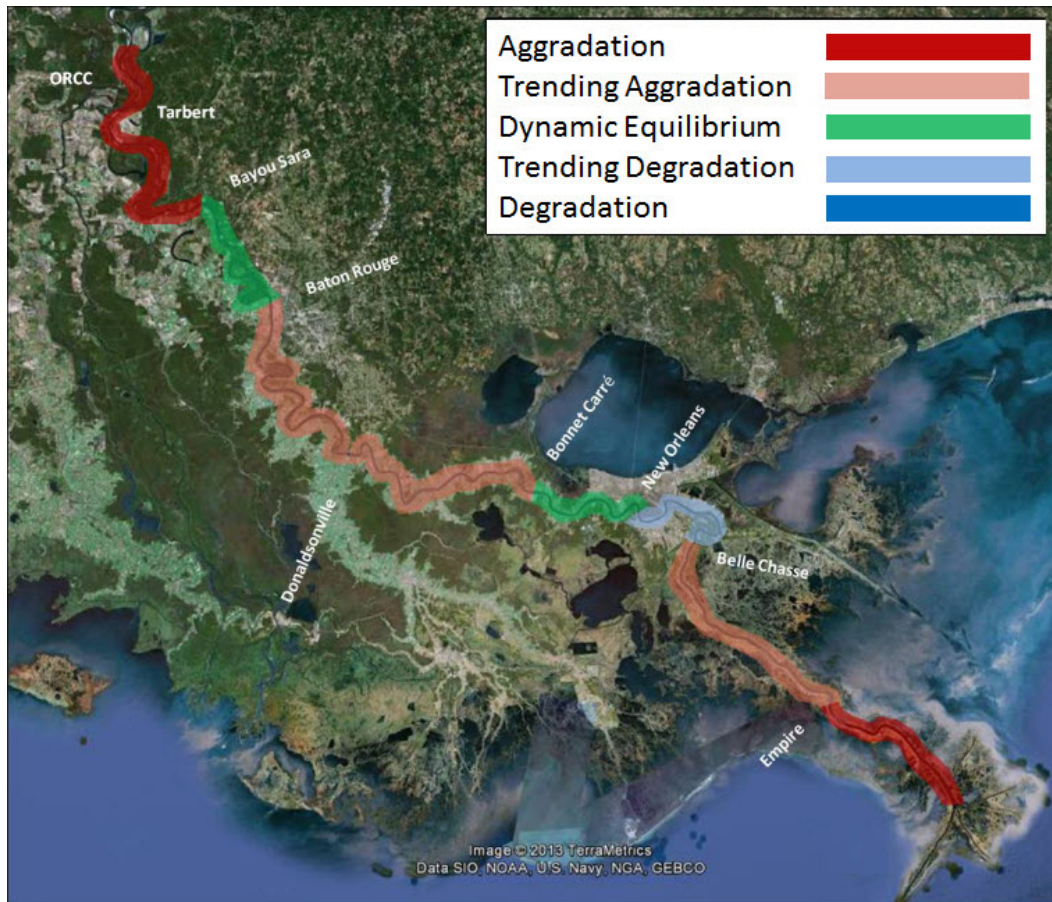 Aggradation
Trending Aggradation
Dynamic Equilibrium
Trending Degradation
Degradation
ORCC
Tarbert
Bayou Sara
Baton Rouge
Bonnet Carré
New Orleans
Donaldsonville
Belle Chasse
Empire
Image © 2013 TerraMetrics
Data SIO, NOAA, U.S. Navy, NGA, GEBCO